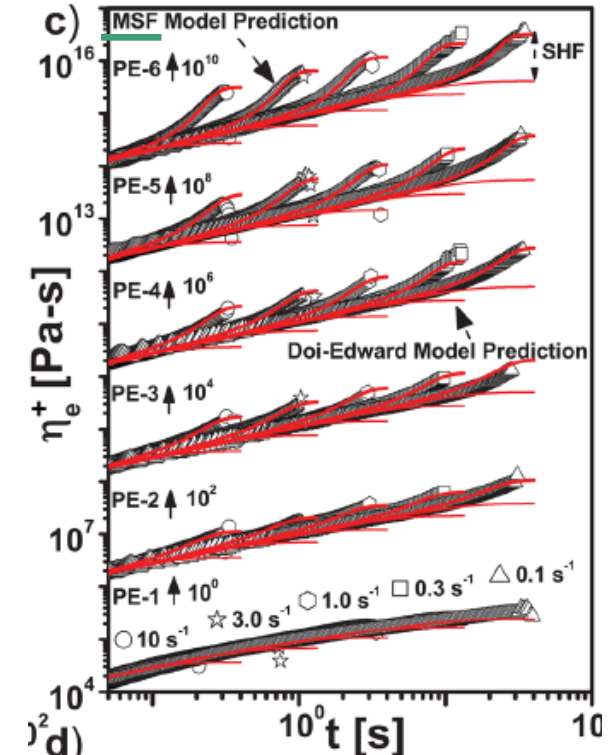 c)
MSF Model Prediction
10¹⁶
PE-6 10¹⁰
SHF
PE-5 10⁸
10¹³
PE-4 10⁶
Doi-Edward Model Prediction
ηₑ⁺ [Pa-s]
PE-3 10⁴
PE-2 10²
10⁷
PE-1 10⁰
10 s⁻¹ 3.0 s⁻¹ 1.0 s⁻¹ 0.3 s⁻¹ 0.1 s⁻¹
10⁴
10⁰ t [s] 10
d)